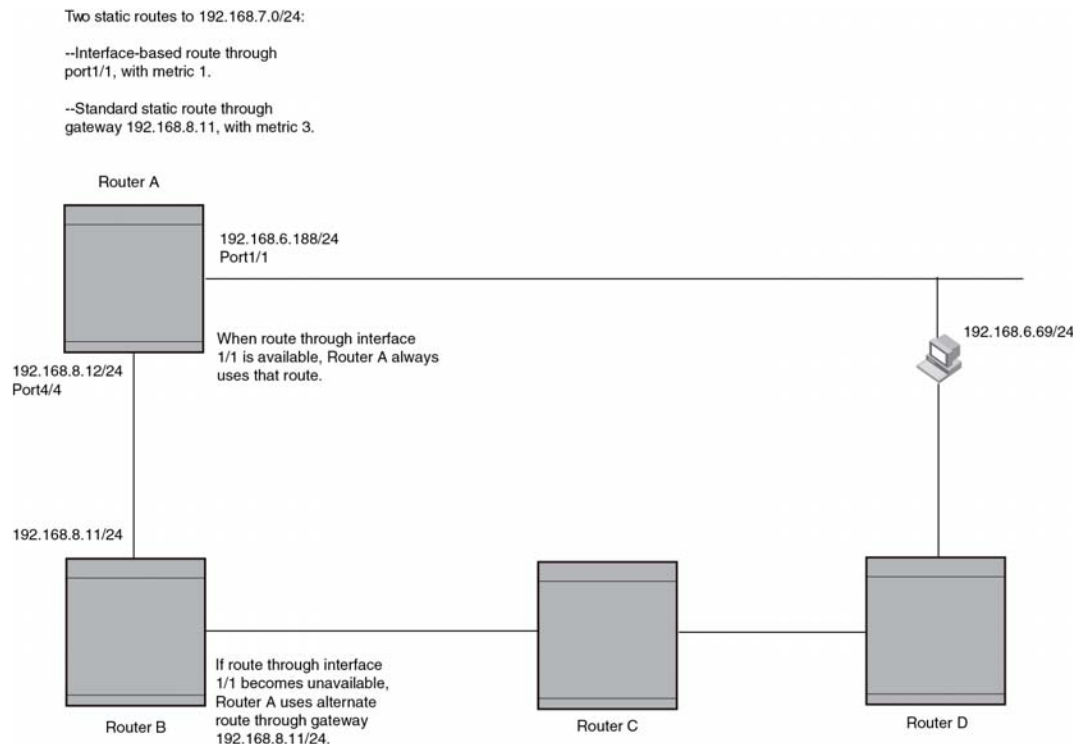 Two static routes to 192.168.7.0/24:
--Interface-based route through
port1/1, with metric 1.
--Standard static route through
gateway 192.168.8.11, with metric 3.
Router A
192.168.6.188/24
Port1/1
When route through interface
1/1 is available, Router A always
uses that route.
192.168.6.69/24
192.168.8.12/24
Port4/4
192.168.8.11/24
If route through interface
1/1 becomes unavailable,
Router A uses alternate
route through gateway
192.168.8.11/24.
Router B
Router C
Router D